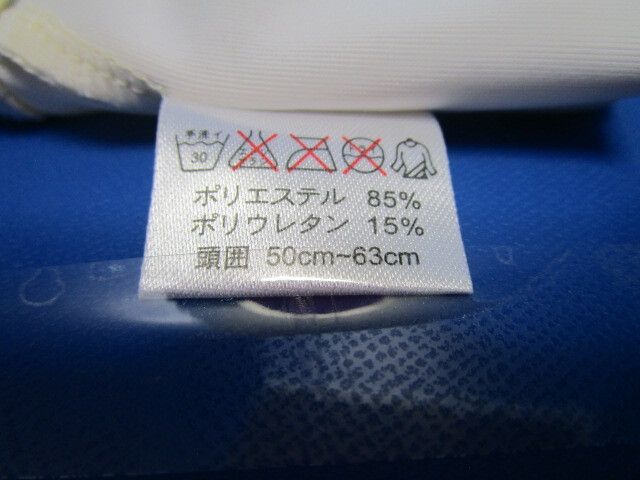 手洗イ
30
ポリエステル 85%
ポリウレタン 15%
頭囲 50cm~63cm